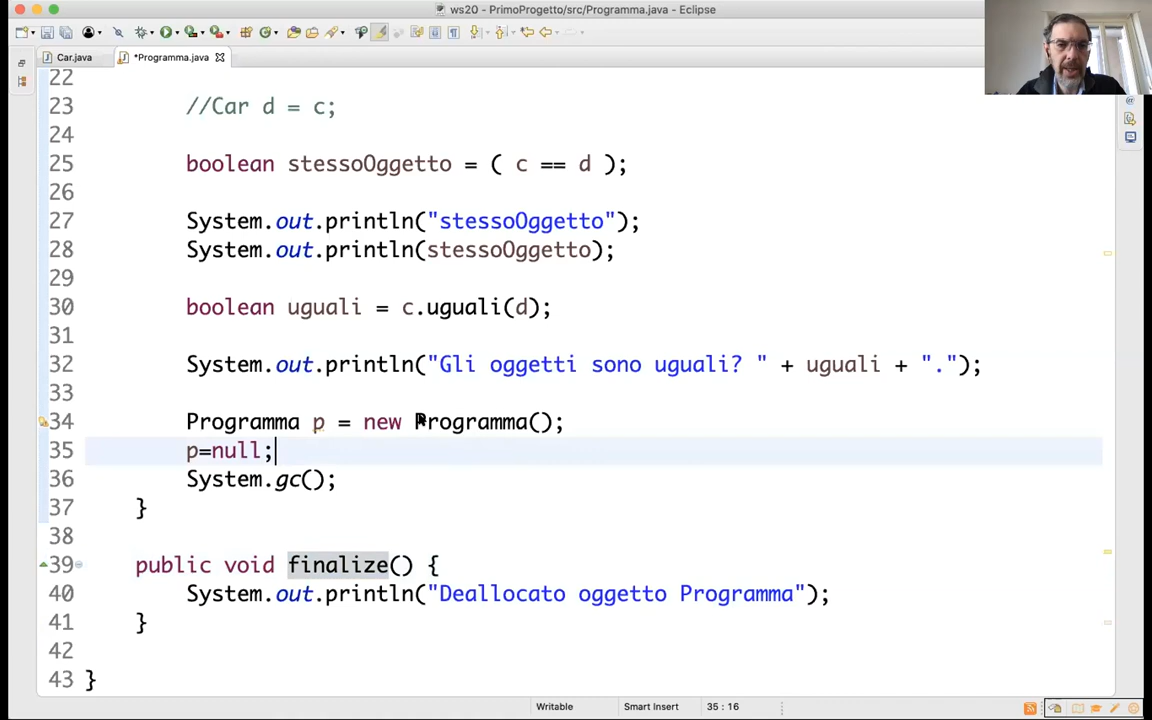 ws20 - PrimoProgetto/src/Programma.java - Eclipse
Car.java
*Programma.java
22
23 //Car d = c;
24
25 boolean stessoOggetto = ( c == d );
26
27 System.out.println("stessoOggetto");
28 System.out.println(stessoOggetto);
29
30 boolean uguali = c.uguali(d);
31
32 System.out.println("Gli oggetti sono uguali? " + uguali + ".");
33
34 Programma p = new Programma();
35 p=null;
36 System.gc();
37 }
38
39 public void finalize() {
40 System.out.println("Deallocato oggetto Programma");
41 }
42
43 }
Writable
Smart Insert
35 : 16